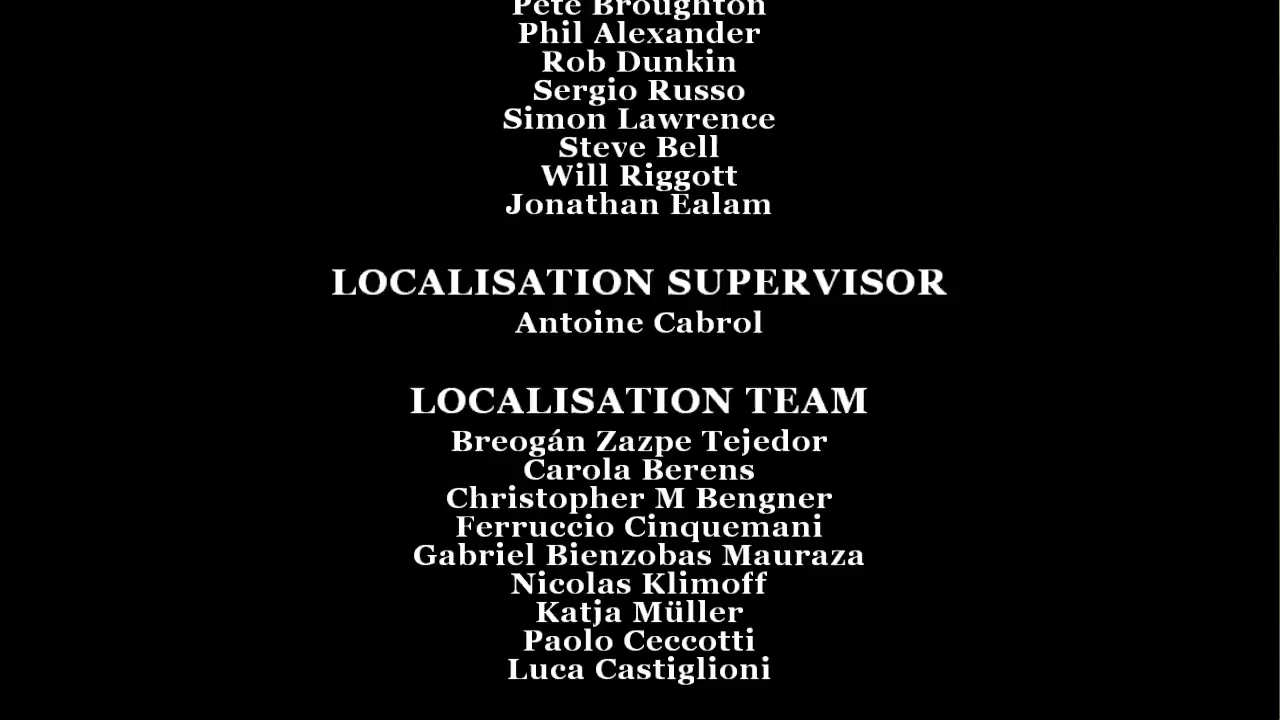 Pete Broughton
Phil Alexander
Rob Dunkin
Sergio Russo
Simon Lawrence
Steve Bell
Will Riggott
Jonathan Ealam
LOCALISATION SUPERVISOR
Antoine Cabrol
LOCALISATION TEAM
Breogán Zazpe Tejedor
Carola Berens
Christopher M Bengner
Ferruccio Cinquemani
Gabriel Bienzobas Mauraza
Nicolas Klimoff
Katja Müller
Paolo Ceccotti
Luca Castiglioni